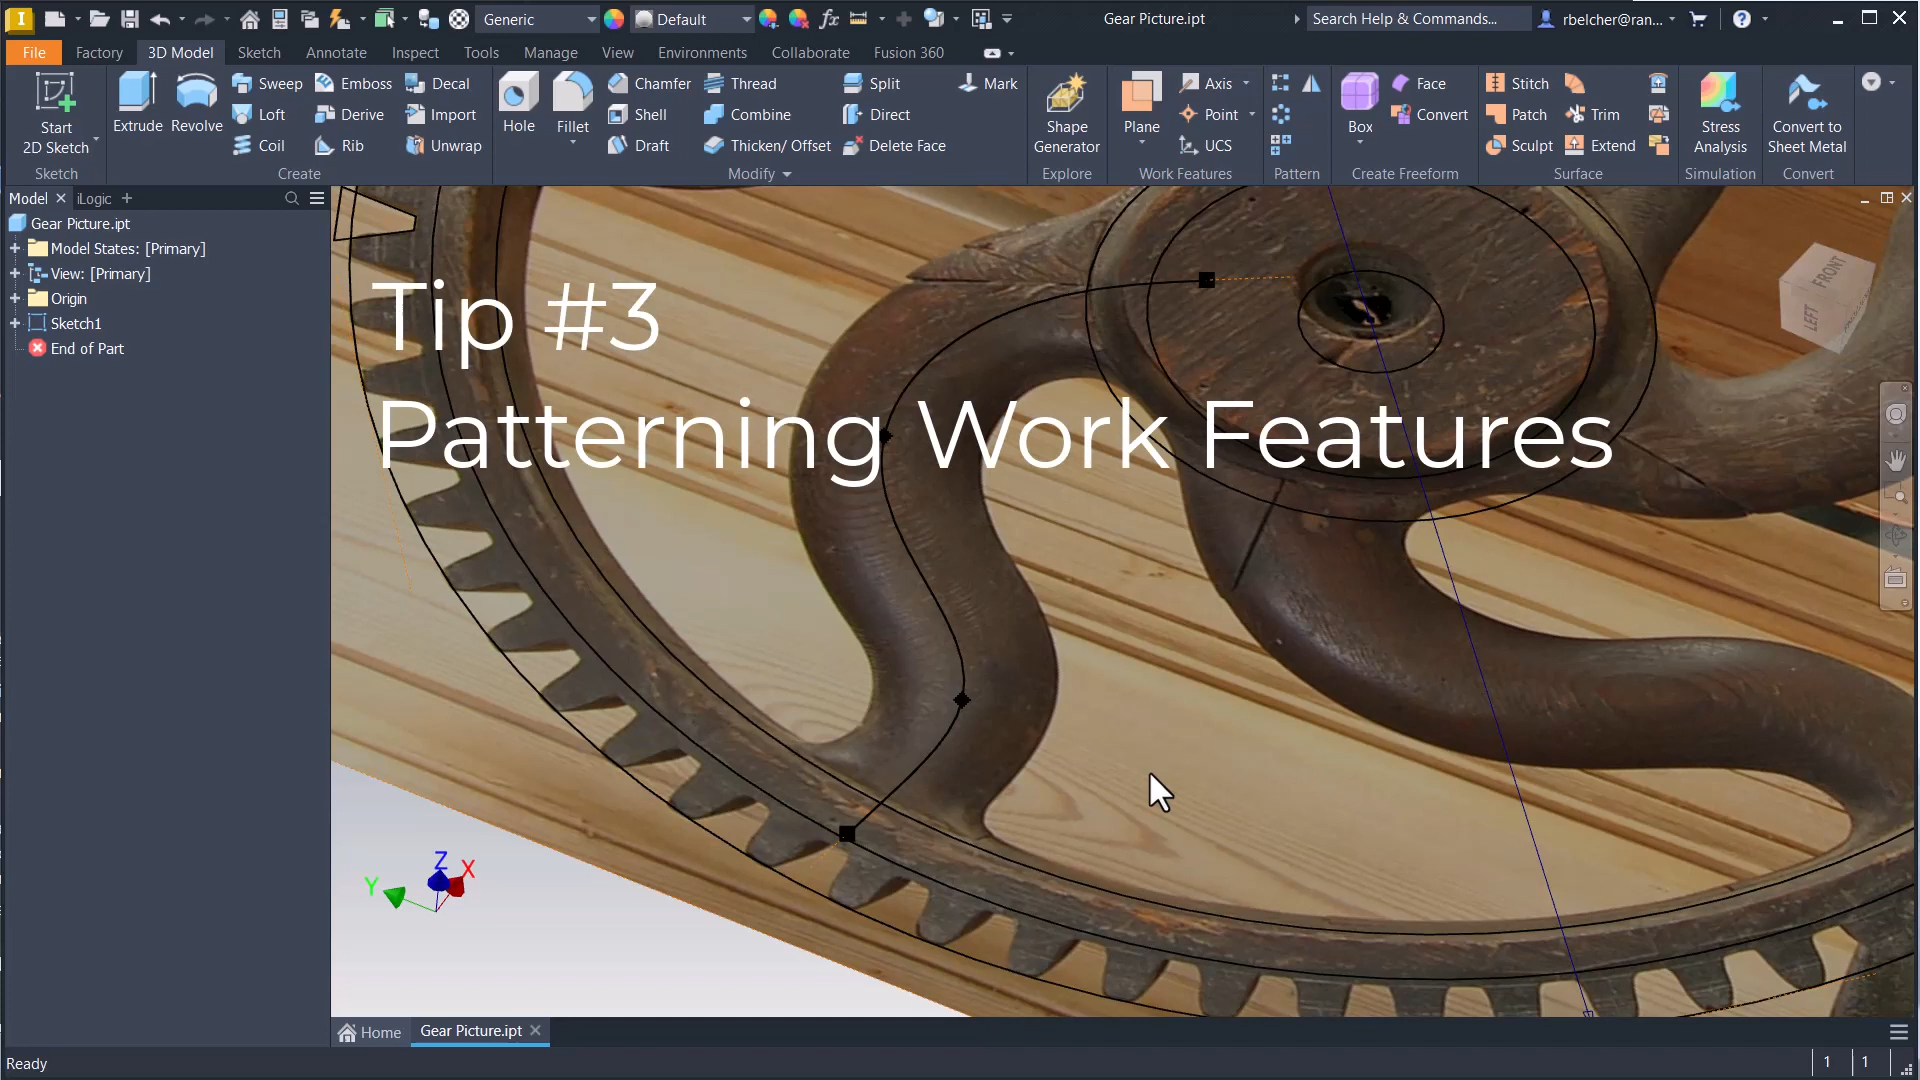 Generic
Default
Gear Picture.ipt
Search Help & Commands...
rbelcher@ran...
File Factory 3D Model Sketch Annotate Inspect Tools Manage View Environments Collaborate Fusion 360
Start
2D Sketch
Sketch
Extrude
Revolve
Sweep
Loft
Coil
Emboss
Derive
Rib
Decal
Import
Unwrap
Create
Hole
Fillet
Chamfer
Shell
Draft
Thread
Combine
Thicken/ Offset
Split
Direct
Delete Face
Mark
Modify
Shape
Generator
Explore
Plane
Axis
Point
UCS
Work Features
Pattern
Box
Face
Convert
Create Freeform
Stitch
Patch
Sculpt
Trim
Extend
Surface
Stress
Analysis
Simulation
Convert to
Sheet Metal
Convert
Model
iLogic
Gear Picture.ipt
Model States: [Primary]
View: [Primary]
Origin
Sketch1
End of Part
Tip #3
Patterning Work Features
FRONT
LEFT
Z
X
Y
Home
Gear Picture.ipt
Ready
1
1